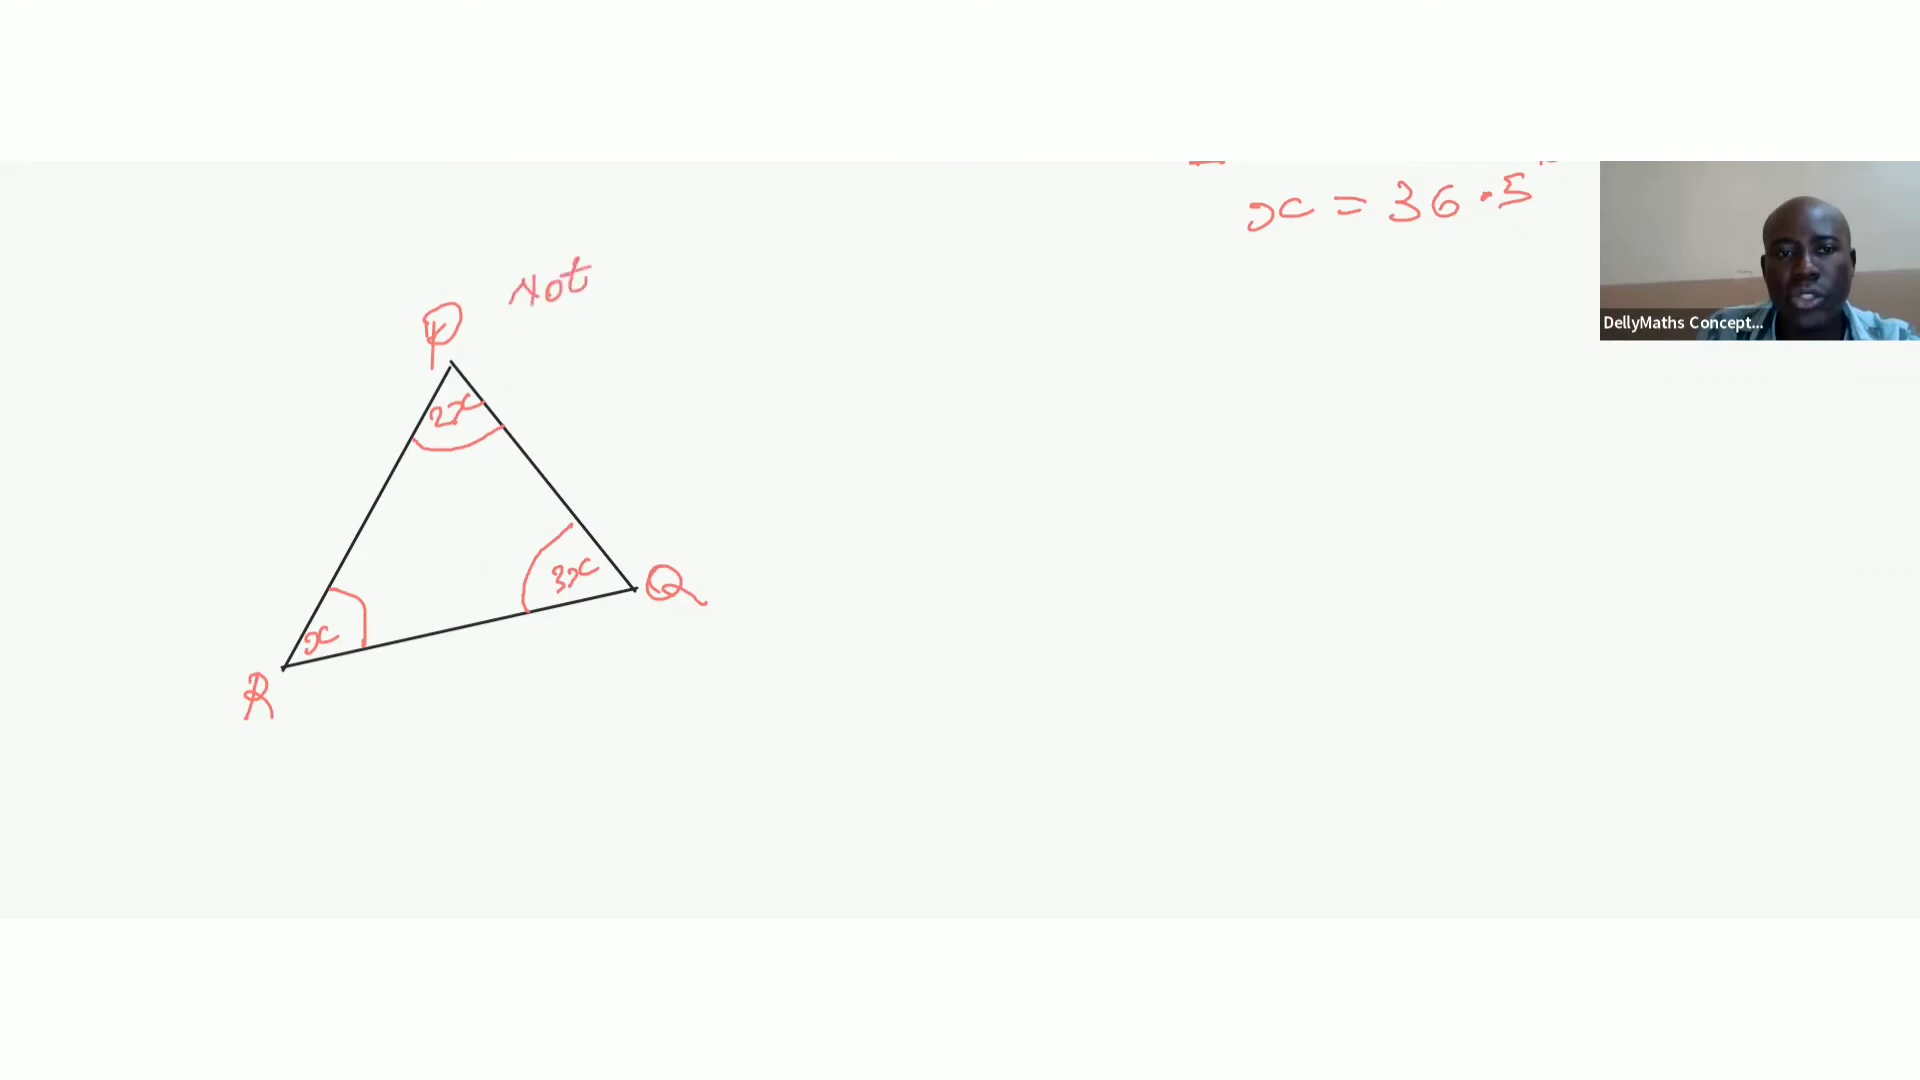 x = 36.5
DellyMaths Concept...
Not
P
2x
3x
Q
x
R